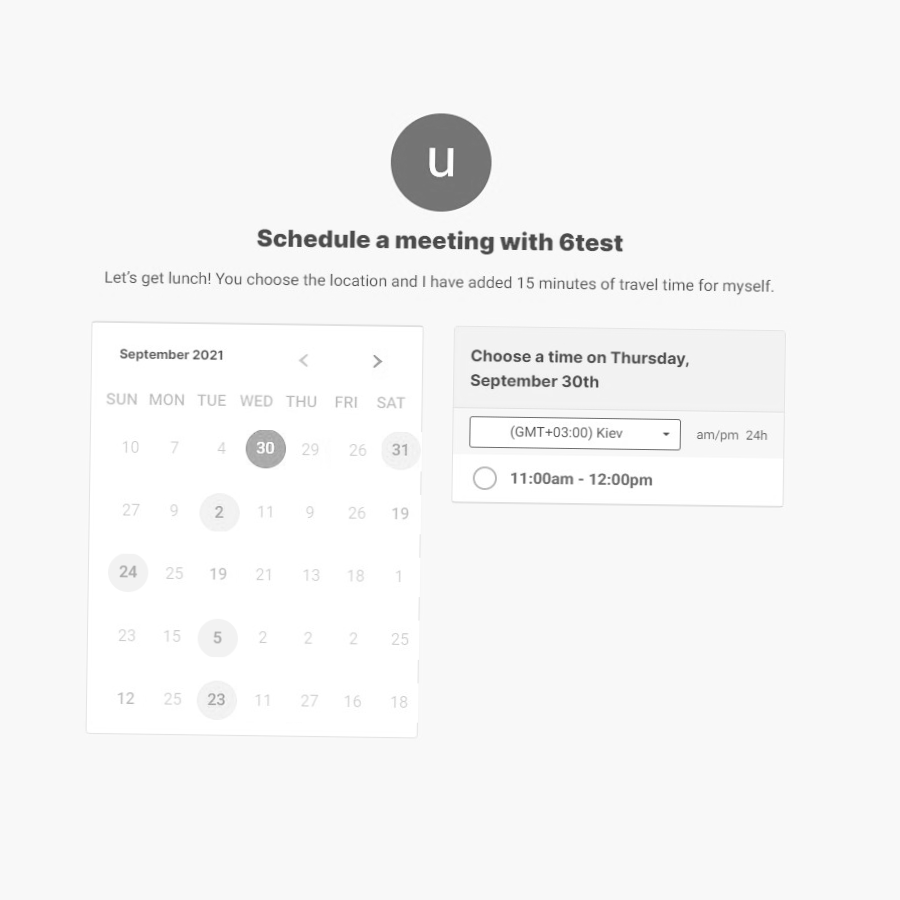 u
Schedule a meeting with 6test
Let's get lunch! You choose the location and I have added 15 minutes of travel time for myself.
September 2021
SUN MON TUE WED THU FRI SAT
10 7 4 30 29 26 31
27 9 2 11 9 26 19
24 25 19 21 13 18 1
23 15 5 2 2 2 25
12 25 23 11 27 16 18
Choose a time on Thursday,
September 30th
(GMT+03:00) Kiev
am/pm 24h
11:00am - 12:00pm